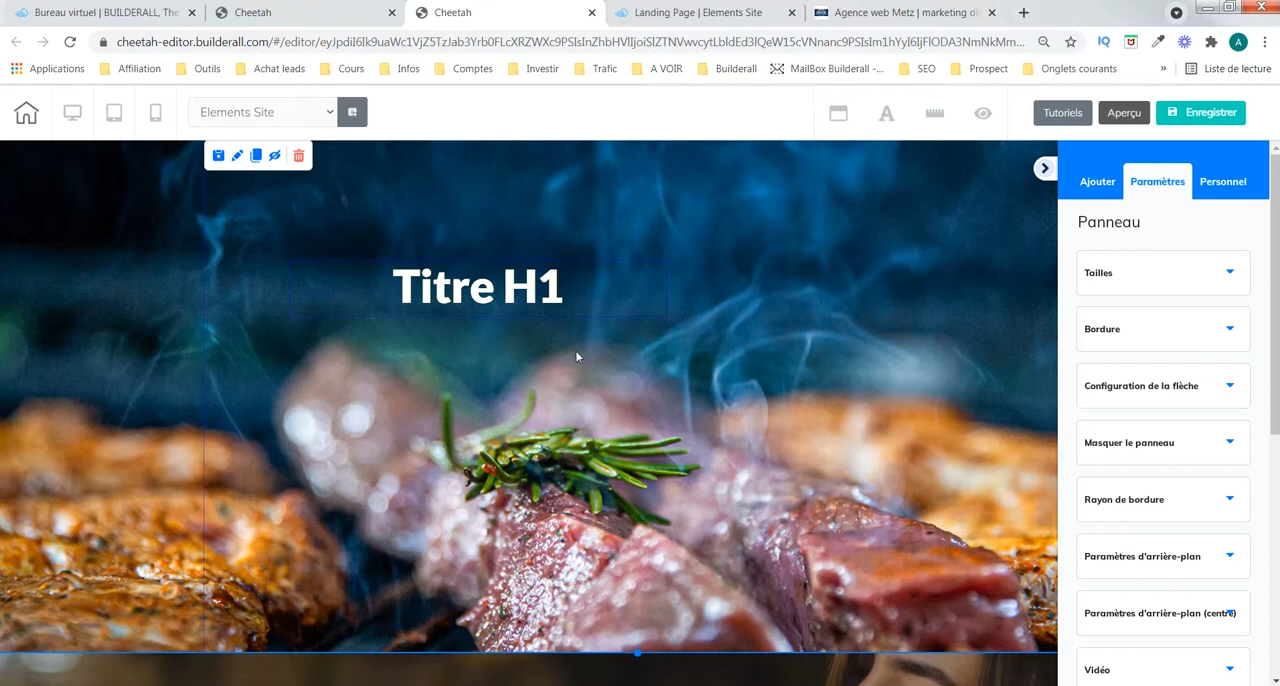 Bureau virtuel | BUILDERALL, The
Cheetah
Cheetah
Landing Page | Elements Site
Agence web Metz | marketing di
cheetah-editor.builderall.com/#/editor/
Applications
Affiliation
Outils
Achat leads
Cours
Infos
Comptes
Investir
Trafic
A VOIR
Builderall
MailBox Builderall -...
SEO
Prospect
Onglets courants
»
Liste de lecture
Elements Site
Tutoriels
Aperçu
Enregistrer
Ajouter
Paramètres
Personnel
Panneau
Titre H1
Tailles
Bordure
Configuration de la flèche
Masquer le panneau
Rayon de bordure
Paramètres d'arrière-plan
Paramètres d'arrière-plan (centré)
Vidéo